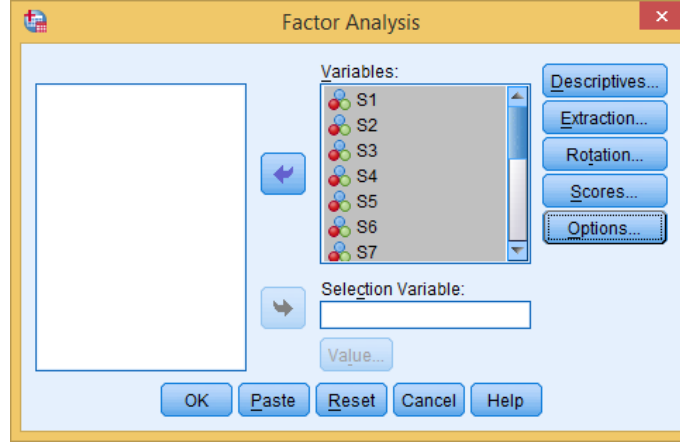 Factor Analysis
Variables:
S1
S2
S3
S4
S5
S6
S7
Descriptives...
Extraction...
Rotation...
Scores...
Options...
Selection Variable:
Value...
OK Paste Reset Cancel Help